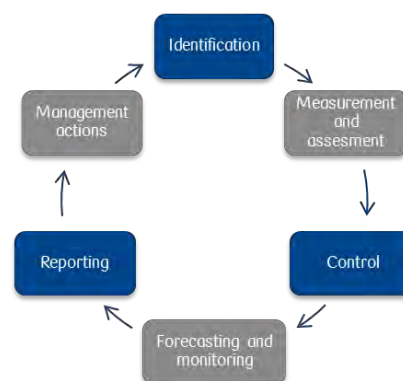 Identification
Measurement
and
assesment
Control
Forecasting and
monitoring
Reporting
Management
actions